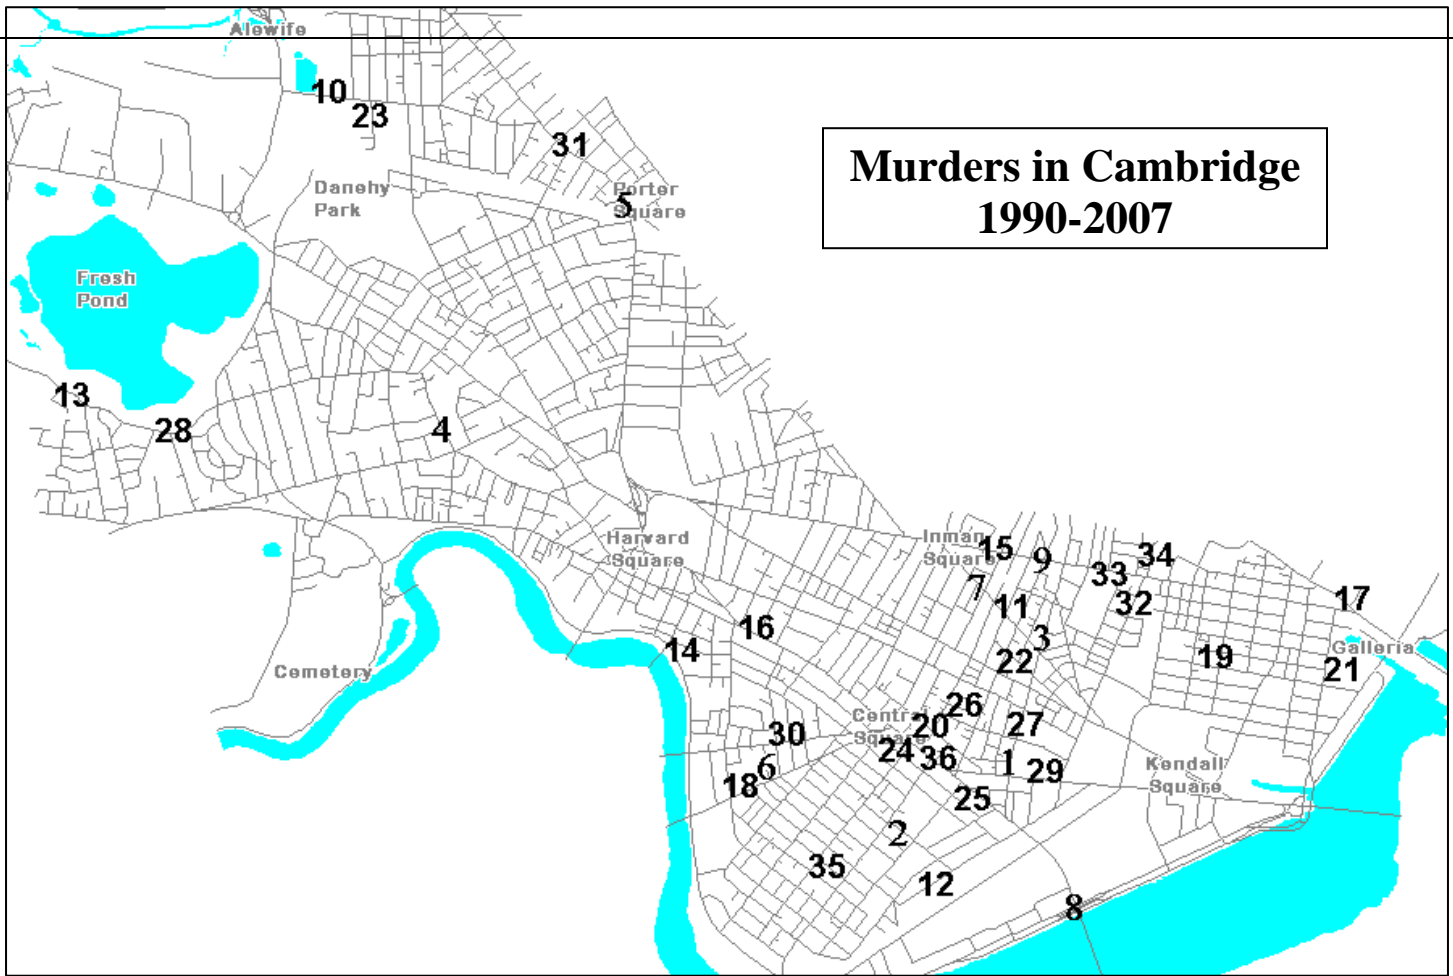 Alewife
10
23
31
Murders in Cambridge
1990-2007
Danehy
Park
Porter
Square
5
Fresh
Pond
13
28
4
Harvard
Square
Inman
Square
15
9
34
33
7
32
11
17
16
3
14
22
19
Galleria
21
Cemetery
26
Central
Square
20
27
30
24
36
1
29
Kendall
Square
6
18
25
2
35
12
8